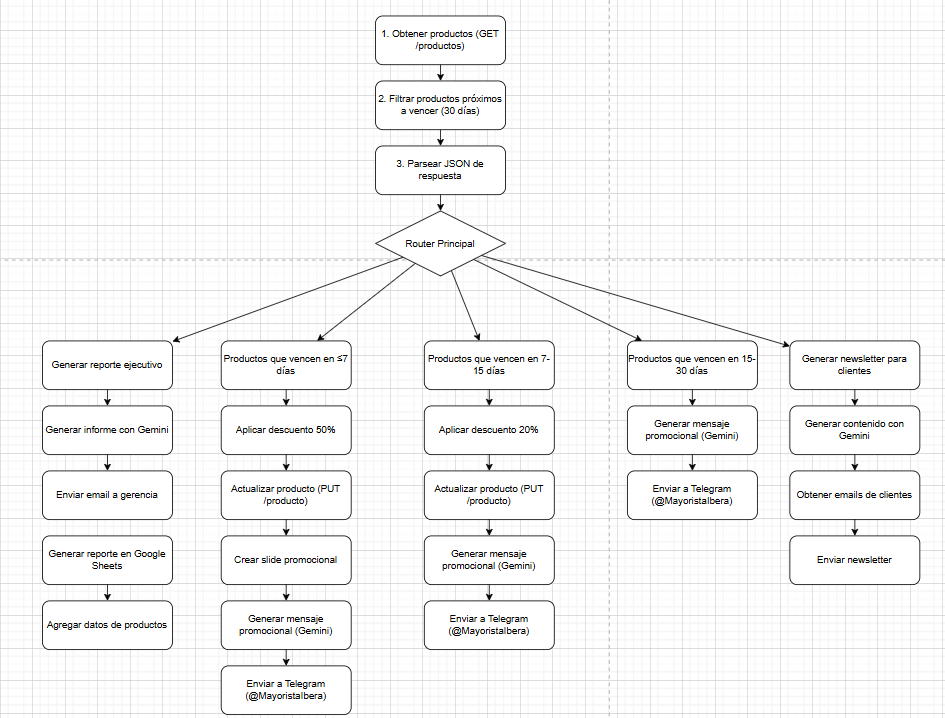 1. Obtener productos (GET
/productos)
2. Filtrar productos próximos
a vencer (30 días)
3. Parsear JSON de
respuesta
Router Principal
Generar reporte ejecutivo
Generar informe con Gemini
Enviar email a gerencia
Generar reporte en Google
Sheets
Agregar datos de productos
Productos que vencen en ≤7
días
Aplicar descuento 50%
Actualizar producto (PUT
/producto)
Crear slide promocional
Generar mensaje
promocional (Gemini)
Enviar a Telegram
(@MayoristaIbera)
Productos que vencen en 7-
15 días
Aplicar descuento 20%
Actualizar producto (PUT
/producto)
Generar mensaje
promocional (Gemini)
Enviar a Telegram
(@MayoristaIbera)
Productos que vencen en 15-
30 días
Generar mensaje
promocional (Gemini)
Enviar a Telegram
(@MayoristaIbera)
Generar newsletter para
clientes
Generar contenido con
Gemini
Obtener emails de clientes
Enviar newsletter